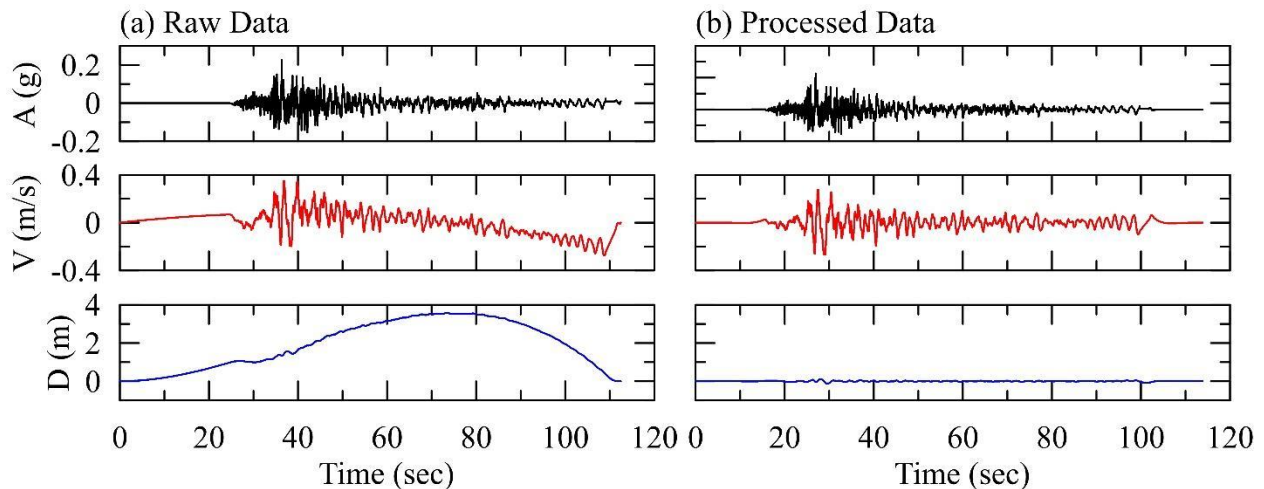 (a) Raw Data
(b) Processed Data
A (g)
0.2
0
-0.2
V (m/s)
0.4
0
-0.4
D (m)
4
2
0
0 20 40 60 80 100 120
Time (sec)
0 20 40 60 80 100 120
Time (sec)